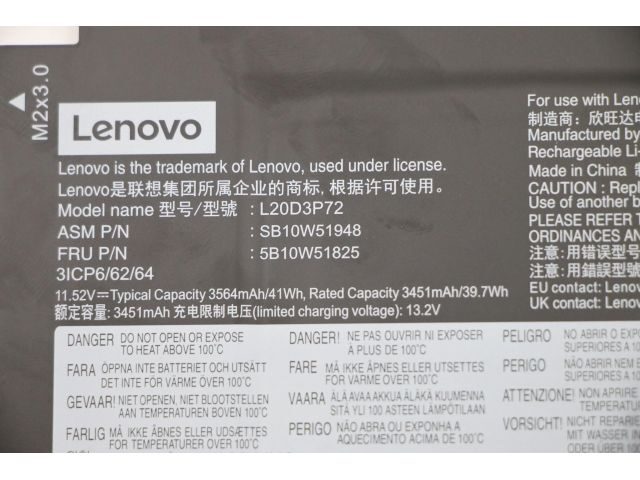 M2x3.0
Lenovo
Lenovo is the trademark of Lenovo, used under license.
Lenovo是联想集团所属企业的商标,根据许可使用。
Model name 型号/型號 : L20D3P72
ASM P/N : SB10W51948
FRU P/N : 5B10W51825
3ICP6/62/64
11.52V⎓Typical Capacity 3564mAh/41Wh, Rated Capacity 3451mAh/39.7Wh
额定容量: 3451mAh 充电限制电压(limited charging voltage): 13.2V
For use with Len
制造商: 欣旺达电
Manufactured by
Rechargeable Li-
Made in China
CAUTION : Repl
Use of another b
PLEASE REFER T
ORDINANCES AN
注意: 用错误型号
注意: 用錯誤型號
EU contact: Lenov
UK contact: Lenov
DANGER DO NOT OPEN OR EXPOSE
TO HEAT ABOVE 100°C
FARA ÖPPNA INTE BATTERIET OCH UTSÄTT
DET INTE FÖR VÄRME ÖVER 100°C
GEVAAR! NIET OPENEN, NIET BLOOTSTELLEN
AAN TEMPERATUREN BOVEN 100°C
FARLIG MÅ IKKE ÅBNES ELLER UDSÆTTES
FOR TEMPERATURER OVER 100°C
DANGER! NE PAS OUVRIR NI EXPOSER
À PLUS DE 100°C
FARE MÅ IKKE ÅPNES ELLER UTSETTES
FOR VARME OVER 100°C
VAARA ÄLÄ AVAA AKKUA ÄLÄKÄ KUUMENNA
SITÄ YLI 100 ASTEEN LÄMPÖTILAAN
PERIGO NÃO ABRA OU EXPONHA A
AQUECIMENTO ACIMA DE 100°C
PELIGRO NO ABRIR O EXPO
SUPERIORES A 10
PERIGO NÃO ABRIR NEM E
SUPERIORES A 100
ATTENZIONE! NON APRIRE
TEMPERATU
VORSICHT! NICHT PARIEREN
MIT WASSER IN
ODER ÜBER 100